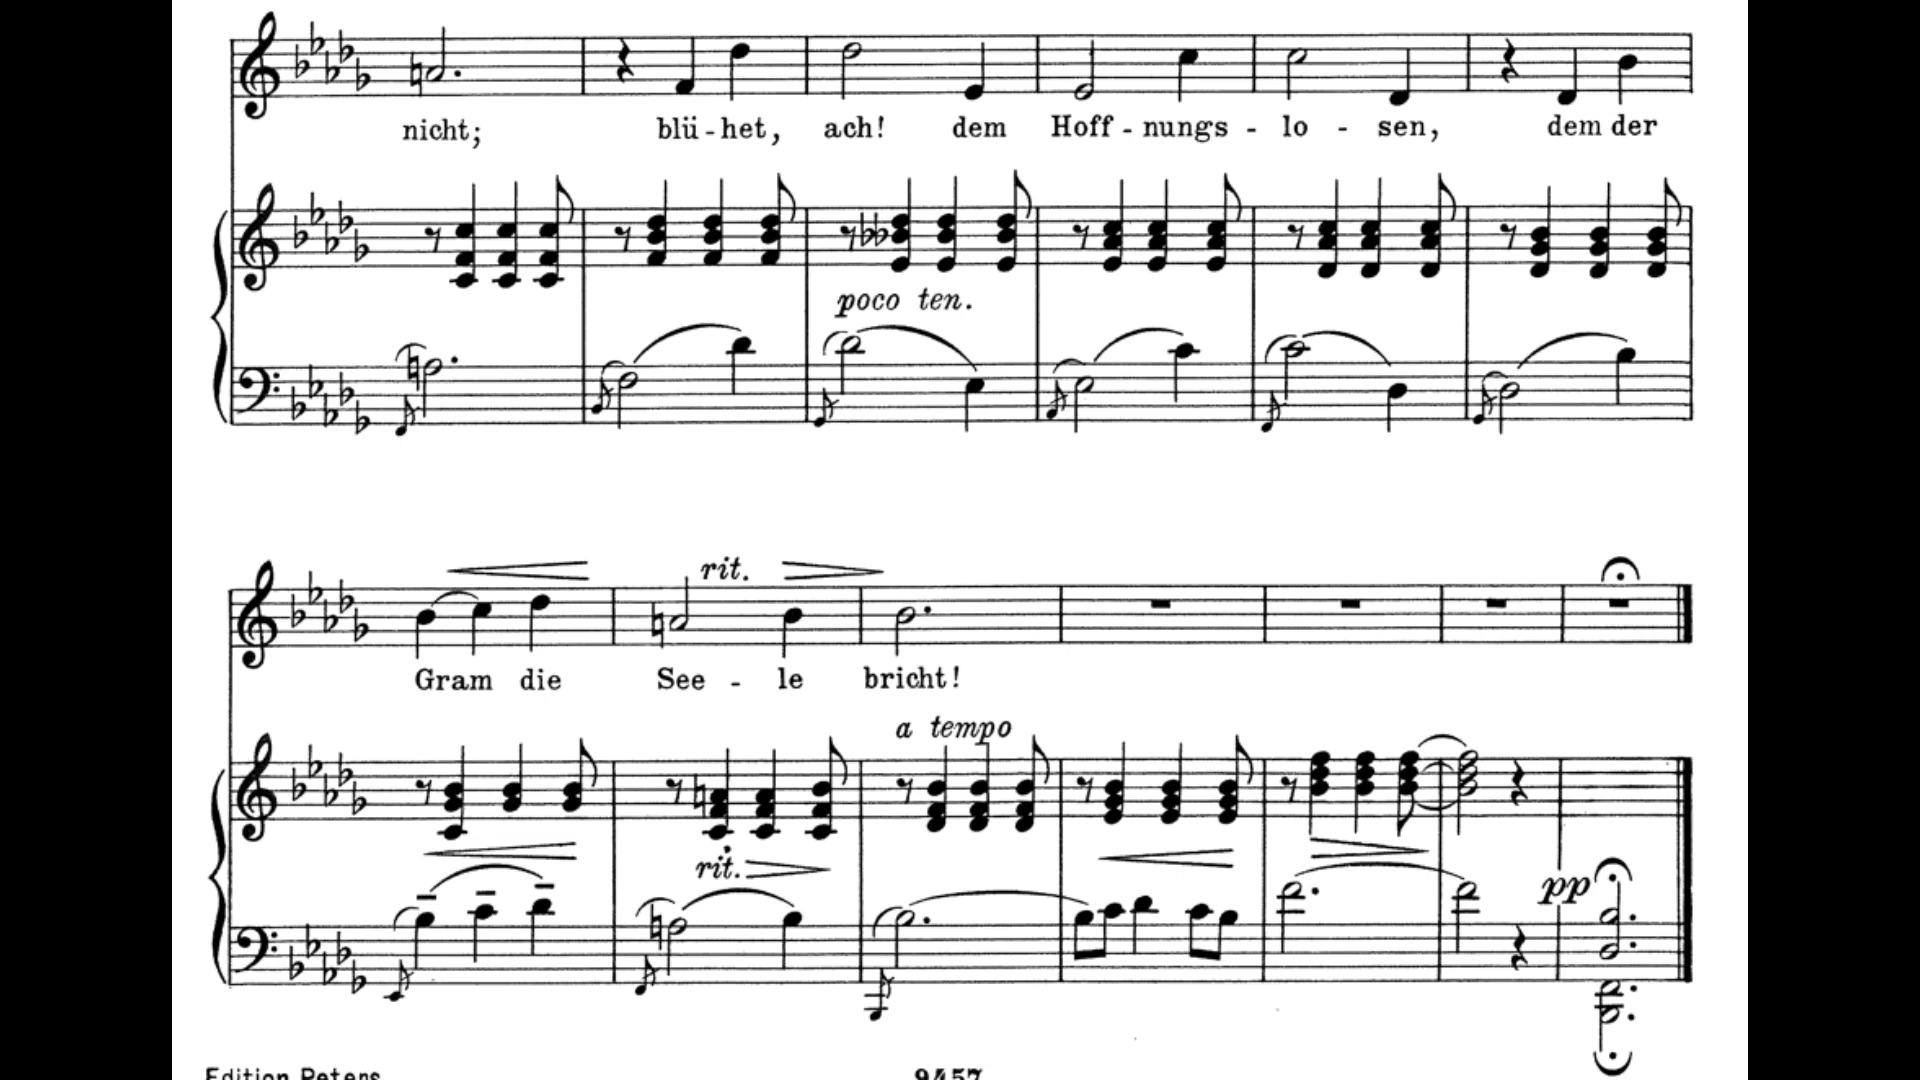 nicht; blü - het, ach! dem Hoff - nungs - lo - sen, dem der
poco ten.
rit.
Gram die See - le bricht!
a tempo
rit.
pp
Edition Peters
9457